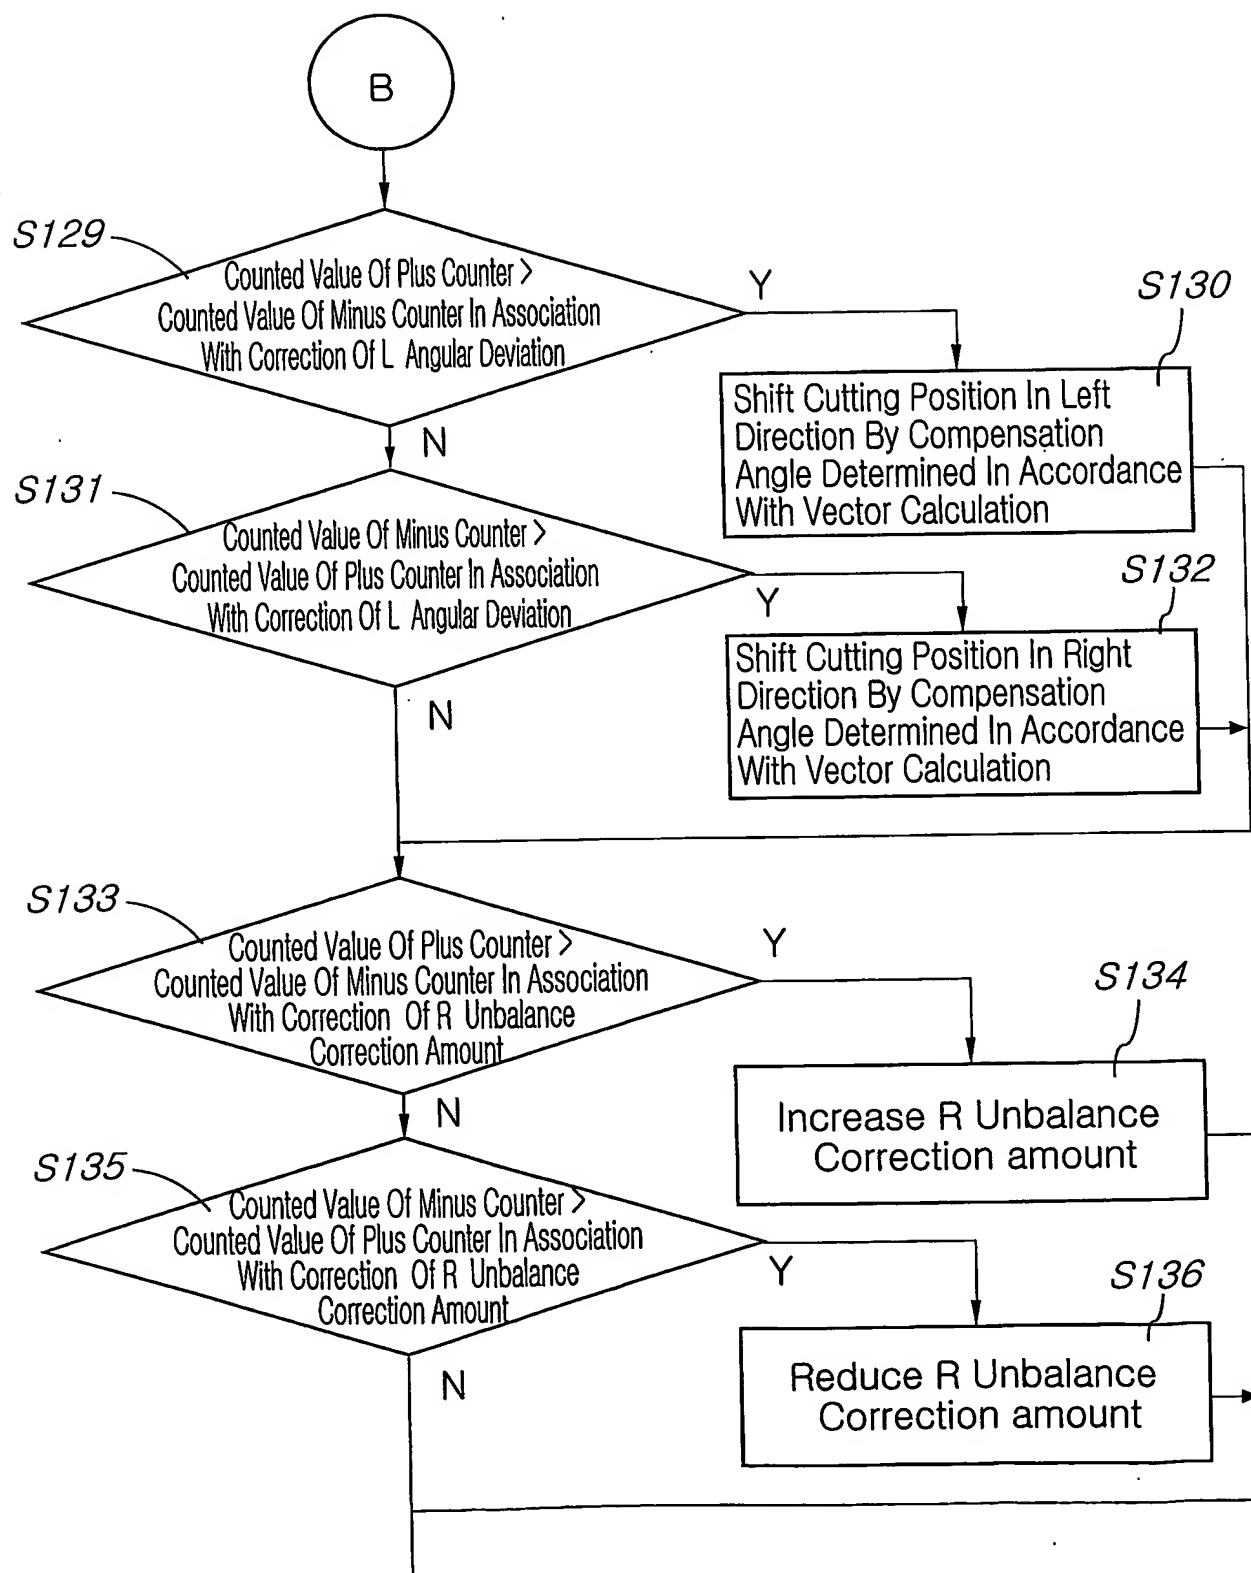 B
S129
Counted Value Of Plus Counter >
Counted Value Of Minus Counter In Association
With Correction Of L Angular Deviation
Y
N
S130
Shift Cutting Position In Left
Direction By Compensation
Angle Determined In Accordance
With Vector Calculation
S131
Counted Value Of Minus Counter >
Counted Value Of Plus Counter In Association
With Correction Of L Angular Deviation
Y
N
S132
Shift Cutting Position In Right
Direction By Compensation
Angle Determined In Accordance
With Vector Calculation
S133
Counted Value Of Plus Counter >
Counted Value Of Minus Counter In Association
With Correction Of R Unbalance
Correction Amount
Y
N
S134
Increase R Unbalance
Correction amount
S135
Counted Value Of Minus Counter >
Counted Value Of Plus Counter In Association
With Correction Of R Unbalance
Correction Amount
Y
N
S136
Reduce R Unbalance
Correction amount